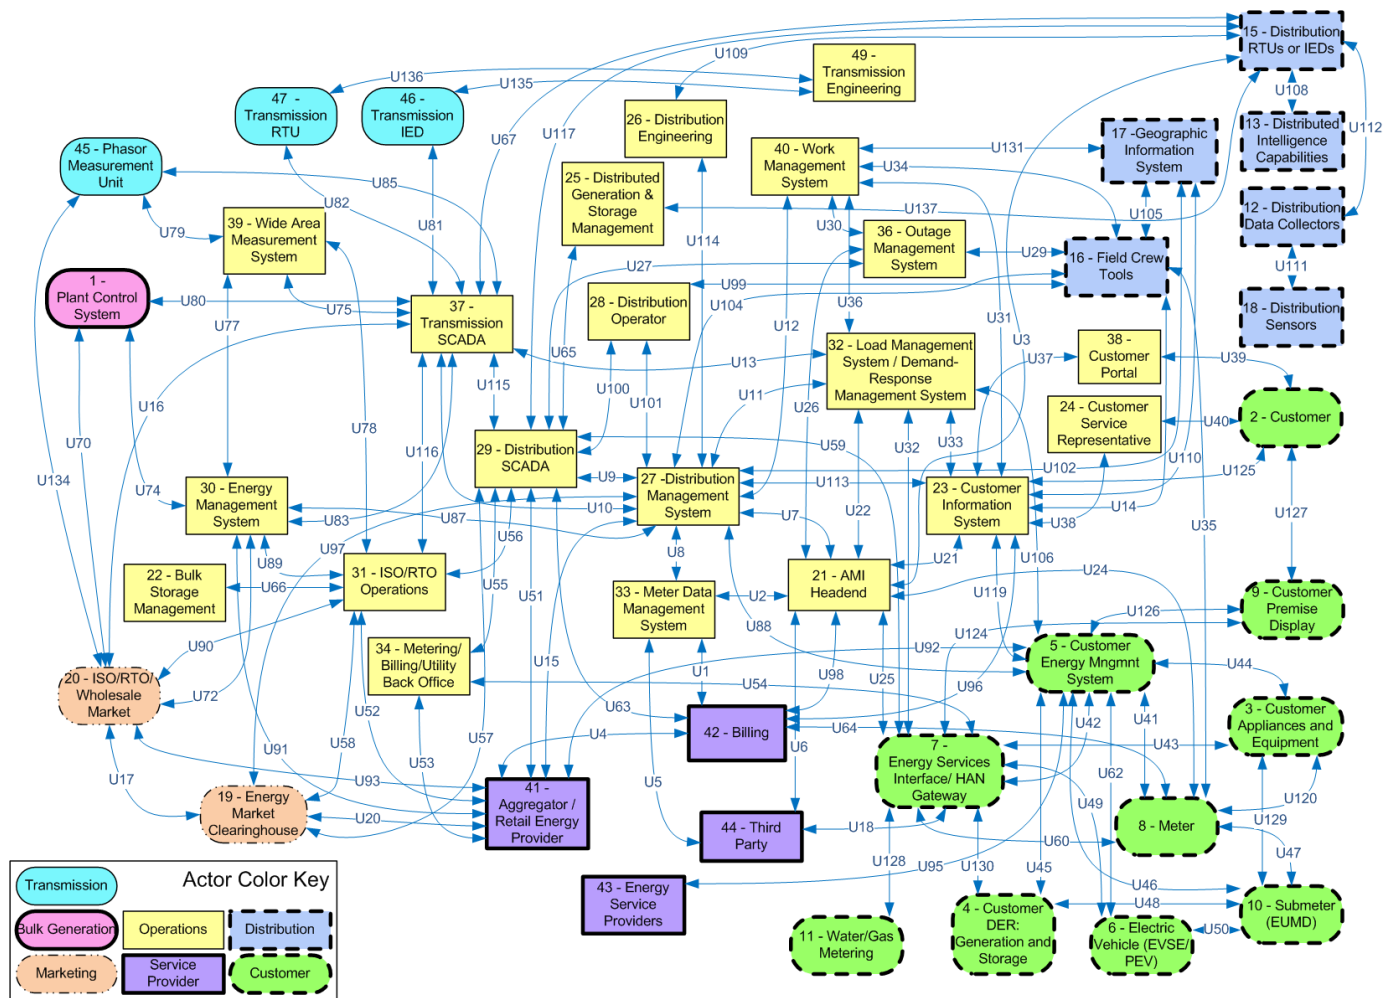 15 - Distribution
RTUs or IEDs
U109
49 -
Transmission
Engineering
U136
U135
47 -
Transmission
RTU
46 -
Transmission
IED
U67
U117
26 - Distribution
Engineering
U108
U112
13 - Distributed
Intelligence
Capabilities
17 -Geographic
Information
System
40 - Work
Management
System
U131
U34
45 - Phasor
Measurement
Unit
25 - Distributed
Generation &
Storage
Management
U85
U82
U81
U79
39 - Wide Area
Measurement
System
U137
U30
U105
12 - Distribution
Data Collectors
36 - Outage
Management
System
U29
16 - Field Crew
Tools
U114
U27
U111
1 -
Plant Control
System
U80
U75
U77
37 -
Transmission
SCADA
28 - Distribution
Operator
U99
U104
U36
U31
U12
18 - Distribution
Sensors
U65
U115
U13
32 - Load Management
System / Demand-
Response
Management System
U3
U37
38 -
Customer
Portal
U39
U100
U101
U11
U26
U16
U78
U116
24 - Customer
Service
Representative
U40
2 - Customer
U70
U134
U74
29 - Distribution
SCADA
U59
U32
U33
U9
27 -Distribution
Management
System
U102
U110
U125
U113
23 - Customer
Information
System
U14
U38
U35
U127
30 - Energy
Management
System
U10
U83
U87
U7
U22
U97
U56
U89
U8
U21
U106
22 - Bulk
Storage
Management
U66
31 - ISO/RTO
Operations
U55
U51
33 - Meter Data
Management
System
U2
21 - AMI
Headend
U24
U119
9 - Customer
Premise
Display
U126
U124
U88
U90
34 - Metering/
Billing/Utility
Back Office
U15
U92
5 - Customer
Energy Mngmnt
System
U44
U1
U98
U25
U96
20 - ISO/RTO/
Wholesale
Market
U72
U54
U52
U63
42 - Billing
U64
U42
U41
3 - Customer
Appliances and
Equipment
U4
U6
U43
7 -
Energy Services
Interface/ HAN
Gateway
U91
U58
U53
U57
U5
U17
U93
U62
U49
U120
19 - Energy
Market
Clearinghouse
U20
41 -
Aggregator /
Retail Energy
Provider
44 - Third
Party
U18
U60
8 - Meter
U129
U47
U128
U130
U95
U45
U46
U48
Actor Color Key
Transmission
Bulk Generation
Operations
Distribution
Marketing
Service
Provider
Customer
43 - Energy
Service
Providers
11 - Water/Gas
Metering
4 - Customer
DER:
Generation and
Storage
6 - Electric
Vehicle (EVSE/
PEV)
U50
10 - Submeter
(EUMD)